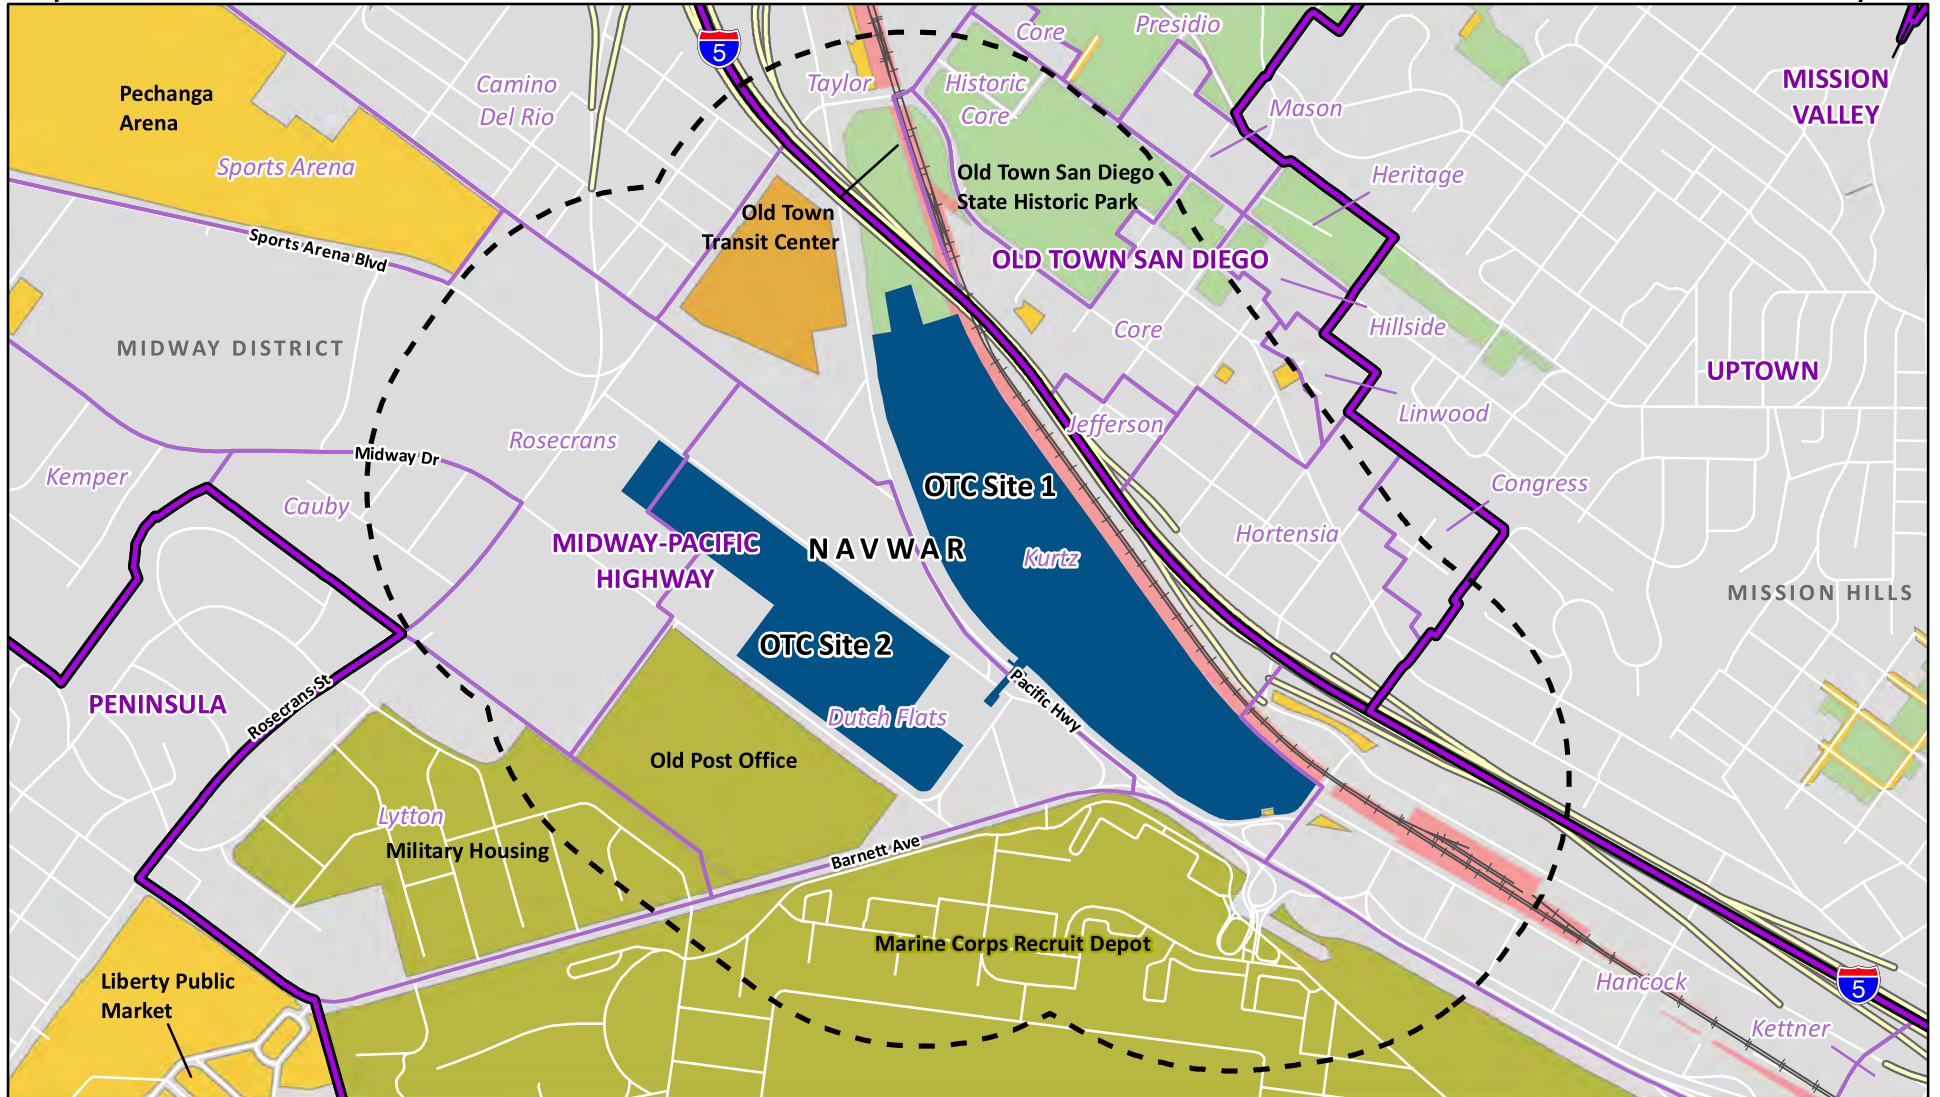 5
Core
Presidio
Pechanga
Arena
Camino
Del Rio
Taylor
Historic
Core
MISSION
VALLEY
Mason
Sports Arena
Old Town San Diego
State Historic Park
Heritage
Old Town
Transit Center
Sports Arena Blvd
OLD TOWN SAN DIEGO
MIDWAY DISTRICT
Core
Hillside
UPTOWN
Linwood
Jefferson
Rosecrans
Midway Dr
Kemper
Cauby
OTC Site 1
Congress
Hortensia
MIDWAY-PACIFIC
HIGHWAY
NAVWAR
Kurtz
MISSION HILLS
OTC Site 2
PENINSULA
Rosecrans St
Dutch Flats
Pacific Hwy
Old Post Office
Lytton
Military Housing
Barnett Ave
Marine Corps Recruit Depot
Liberty Public
Market
Hancock
5
Kettner